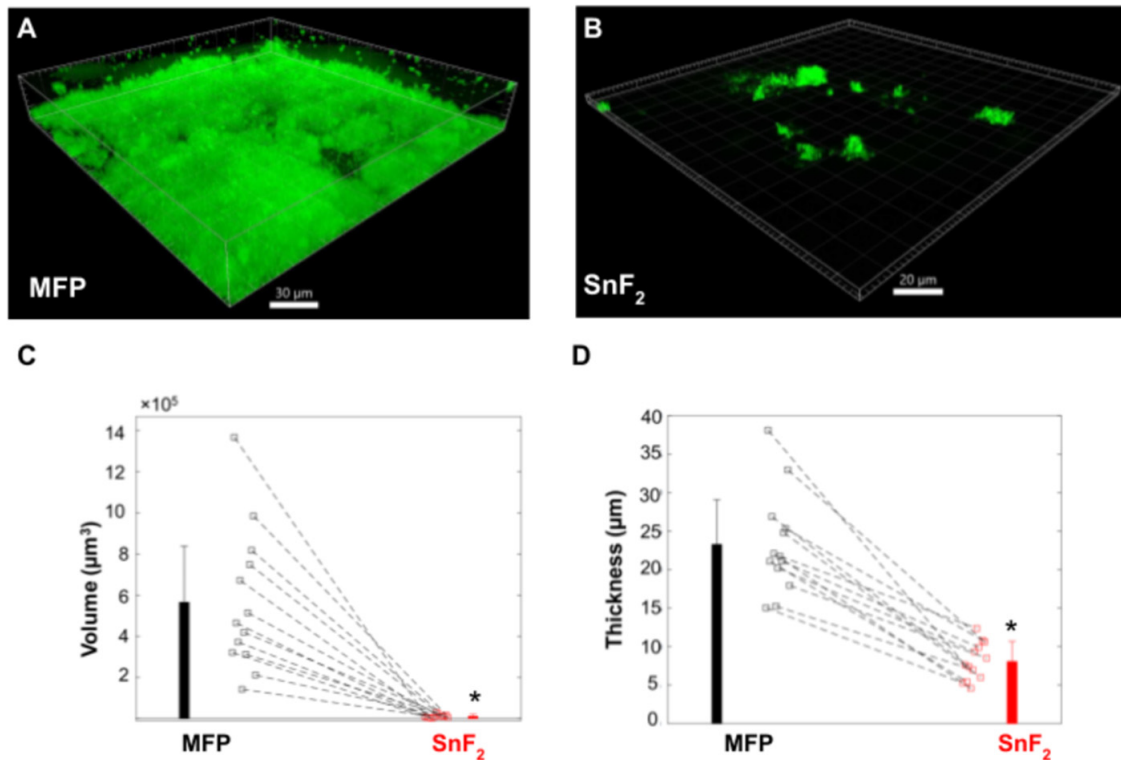 A
MFP
30 µm
B
SnF₂
20 µm
C
×10⁵
14
12
10
8
6
4
2
Volume (µm³)
*
MFP
SnF₂
D
40
35
30
25
20
15
10
5
0
Thickness (µm)
*
MFP
SnF₂